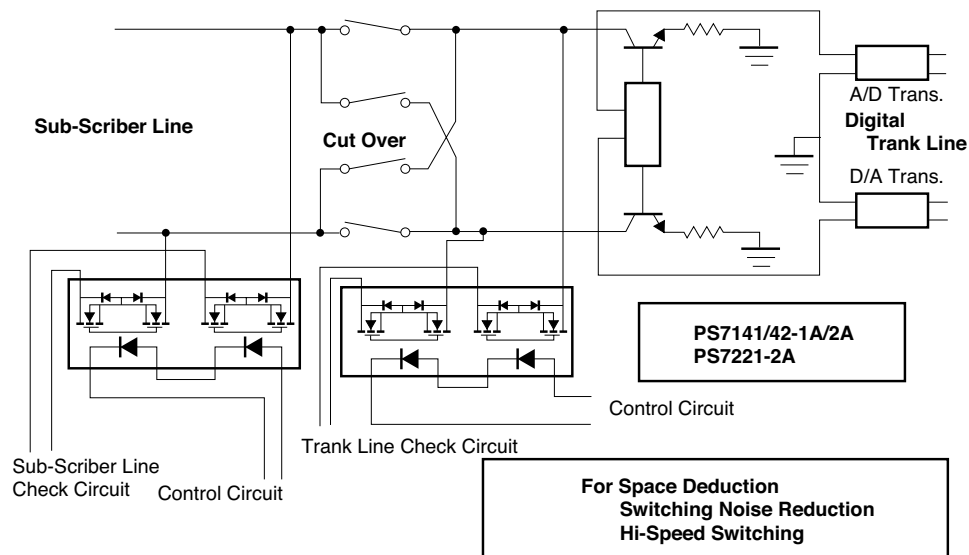 Sub-Scriber Line
Cut Over
A/D Trans.
Digital
Trank Line
D/A Trans.
PS7141/42-1A/2A
PS7221-2A
Control Circuit
Trank Line Check Circuit
Sub-Scriber Line
Check Circuit
Control Circuit
For Space Deduction
Switching Noise Reduction
Hi-Speed Switching